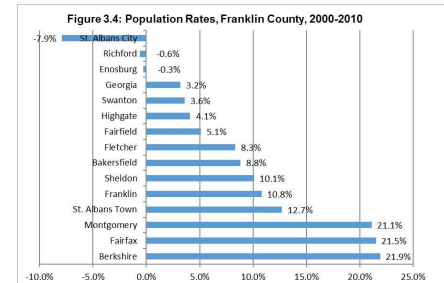 Figure 3.4: Population Rates, Franklin County, 2000-2010
-7.9% St. Albans City
Richford -0.6%
Enosburg -0.3%
Georgia 3.2%
Swanton 3.6%
Highgate 4.1%
Fairfield 5.1%
Fletcher 8.3%
Bakersfield 8.8%
Sheldon 10.1%
Franklin 10.8%
St. Albans Town 12.7%
Montgomery 21.1%
Fairfax 21.5%
Berkshire 21.9%
-10.0% -5.0% 0.0% 5.0% 10.0% 15.0% 20.0% 25.0%